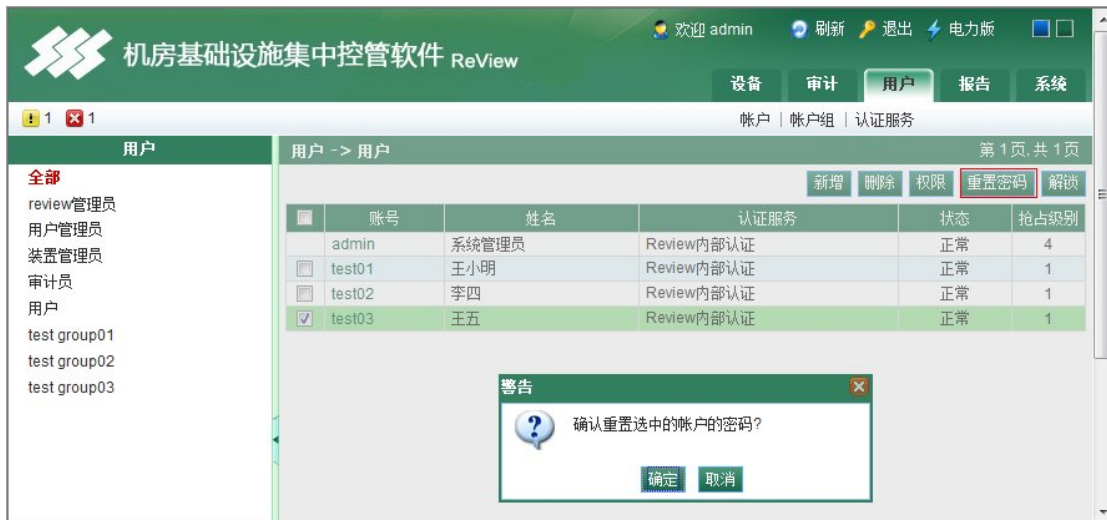 欢迎 admin 刷新 退出 电力版
机房基础设施集中控管软件 ReView
设备 审计 用户 报告 系统
1 1 帐户 | 帐户组 | 认证服务
用户
全部
review管理员
用户管理员
装置管理员
审计员
用户
test group01
test group02
test group03
用户 -> 用户 第 1页, 共 1页
新增 删除 权限 重置密码 解锁
账号 姓名 认证服务 状态 抢占级别
admin 系统管理员 Review内部认证 正常 4
test01 王小明 Review内部认证 正常 1
test02 李四 Review内部认证 正常 1
test03 王五 Review内部认证 正常 1
警告
确认重置选中的帐户的密码?
确定 取消